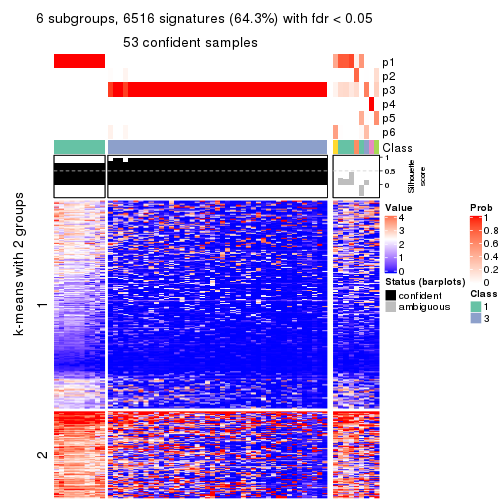 6 subgroups, 6516 signatures (64.3%) with fdr < 0.05
53 confident samples
p1
p2
p3
p4
p5
p6
Class
1
0.5
0
Silhouette
score
k-means with 2 groups
1
2
Value
4
3
2
1
0
Prob
1
0.8
0.6
0.4
0.2
0
Status (barplots)
confident
ambiguous
Class
1
3